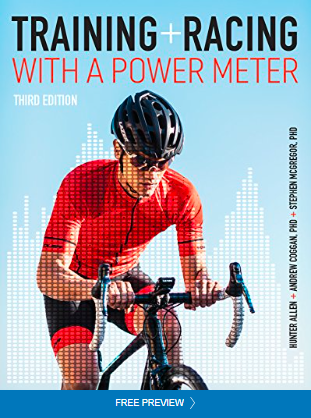 TRAINING+RACING
WITH A POWER METER
THIRD EDITION
HUNTER ALLEN + ANDREW COGGAN, PHD + STEPHEN MCGREGOR, PHD
FREE PREVIEW >